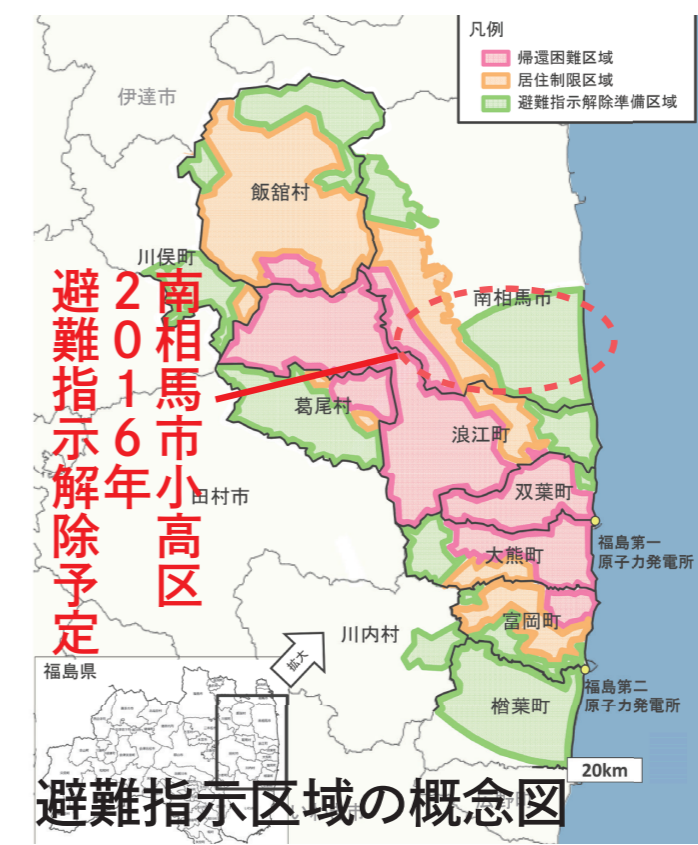 凡例
帰還困難区域
居住制限区域
避難指示解除準備区域
伊達市
飯舘村
川俣町
南相馬市
南相馬市小高区
２０１６年
避難指示解除予定
葛尾村
浪江町
田村市
双葉町
福島第一
原子力発電所
大熊町
富岡町
川内村
拡大
福島県
福島第二
原子力発電所
楢葉町
20km
避難指示区域の概念図